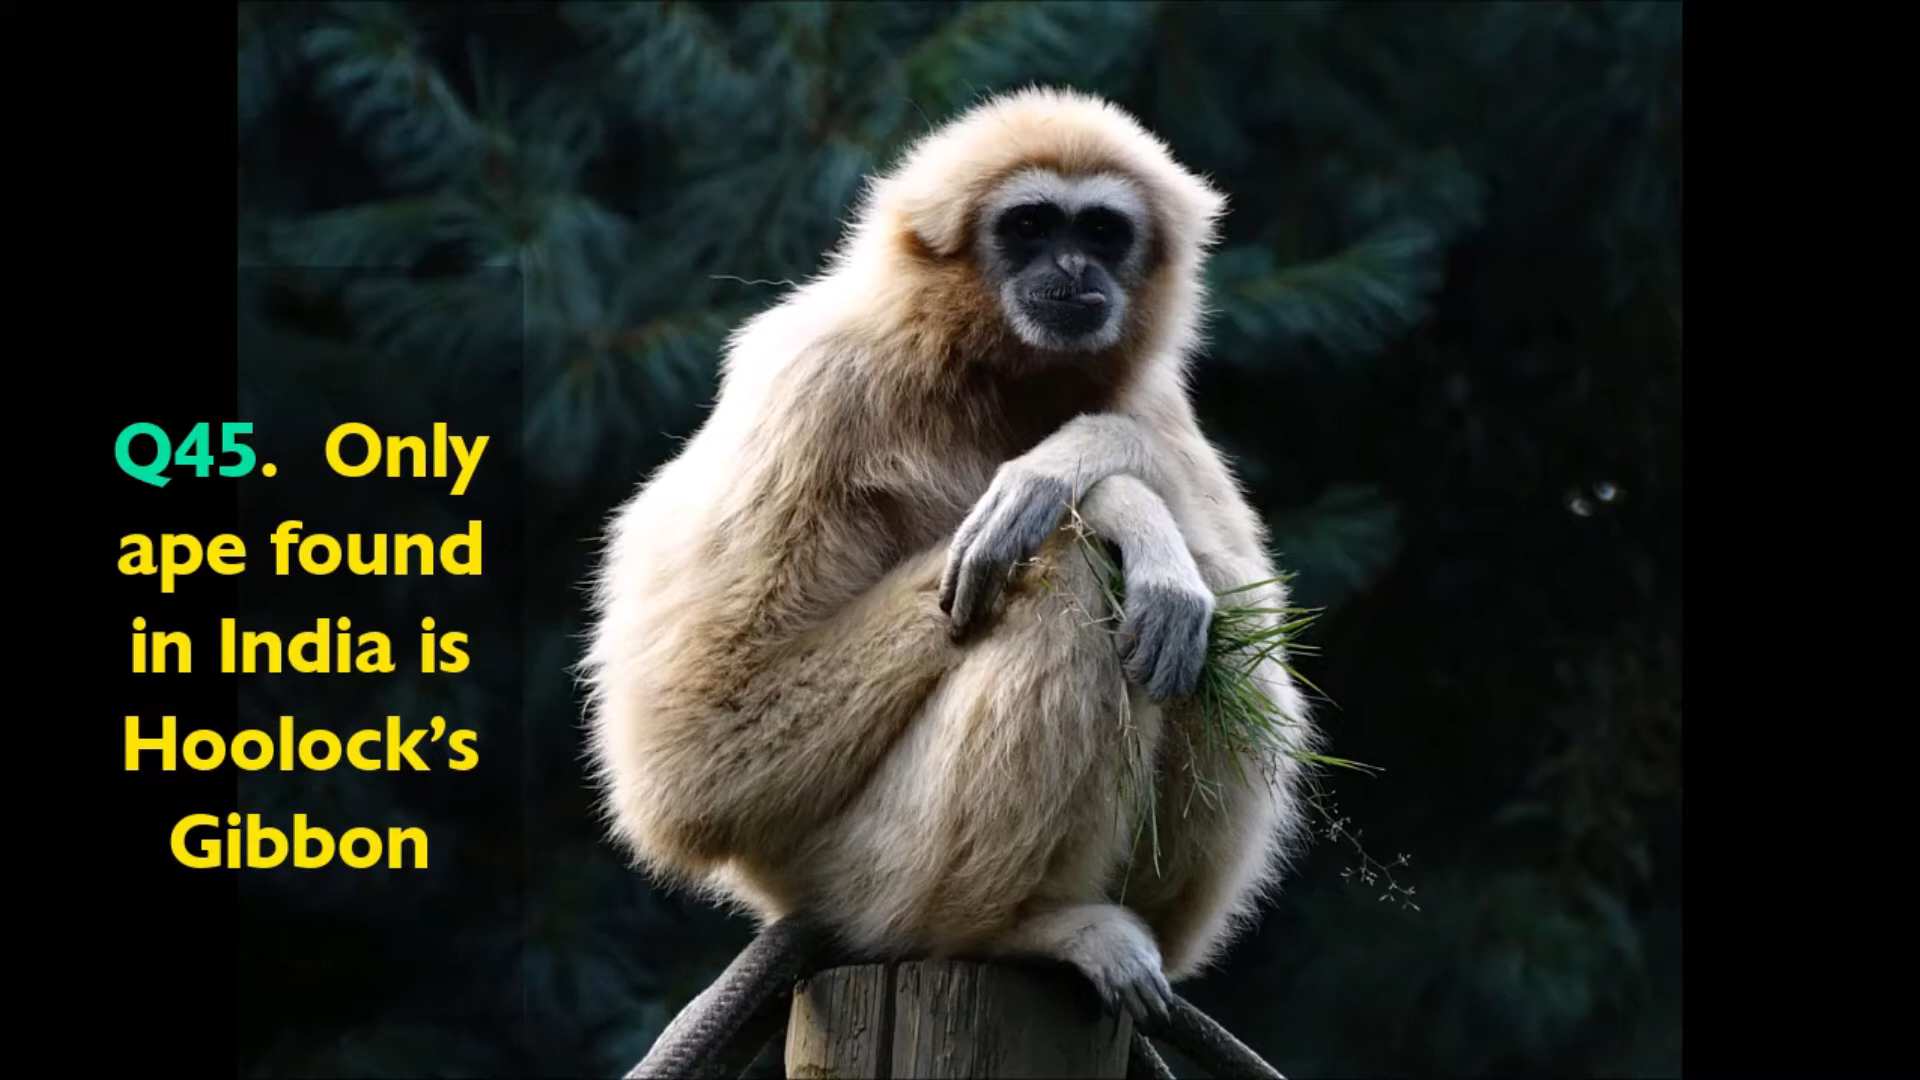 Q45. Only
ape found
in India is
Hoolock’s
Gibbon